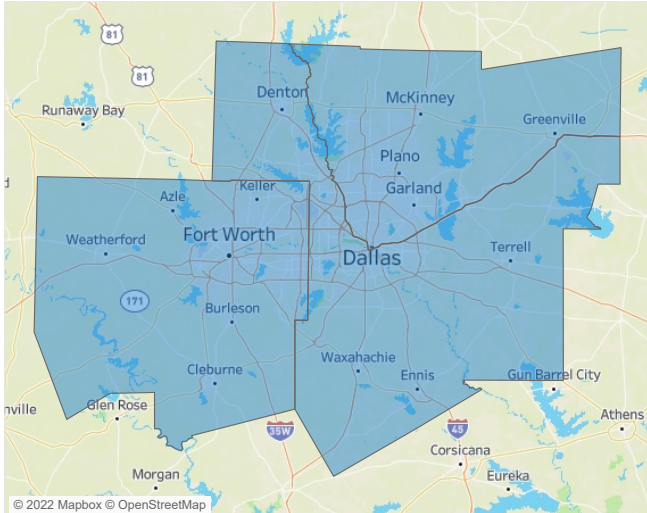 81
81
Runaway Bay
Denton
McKinney
Greenville
Plano
Garland
Keller
Azle
Fort Worth
Weatherford
Dallas
Terrell
171
Burleson
Waxahachie
Cleburne
Ennis
Gun Barrel City
nville
Glen Rose
Athens
35W
45
Corsicana
Morgan
Eureka
© 2022 Mapbox © OpenStreetMap